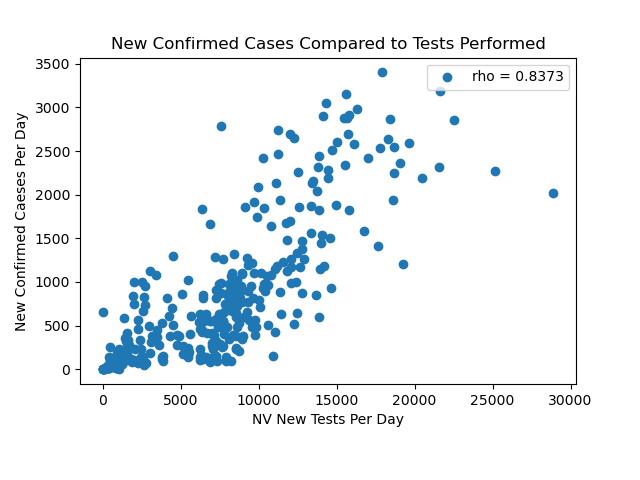 New Confirmed Cases Compared to Tests Performed
rho = 0.8373
3500
3000
2500
2000
1500
1000
500
0
New Confirmed Caeses Per Day
0 5000 10000 15000 20000 25000 30000
NV New Tests Per Day